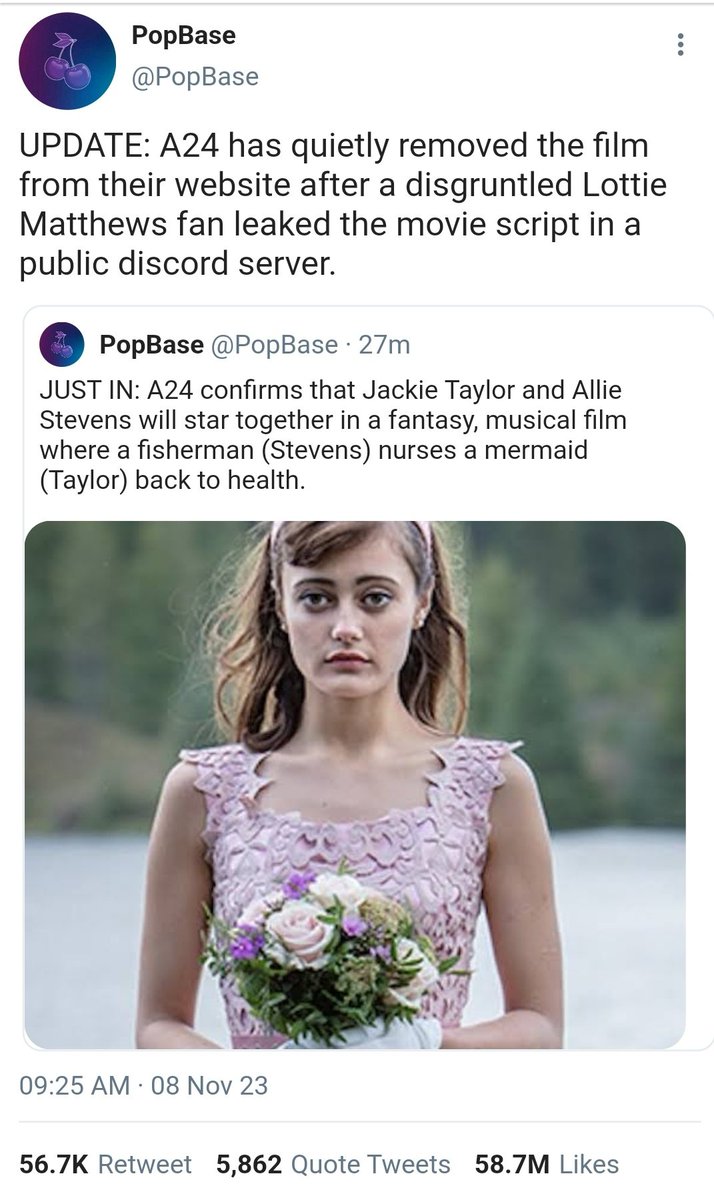 PopBase
@PopBase
UPDATE: A24 has quietly removed the film
from their website after a disgruntled Lottie
Matthews fan leaked the movie script in a
public discord server.
PopBase @PopBase · 27m
JUST IN: A24 confirms that Jackie Taylor and Allie
Stevens will star together in a fantasy, musical film
where a fisherman (Stevens) nurses a mermaid
(Taylor) back to health.
09:25 AM · 08 Nov 23
56.7K Retweet 5,862 Quote Tweets 58.7M Likes